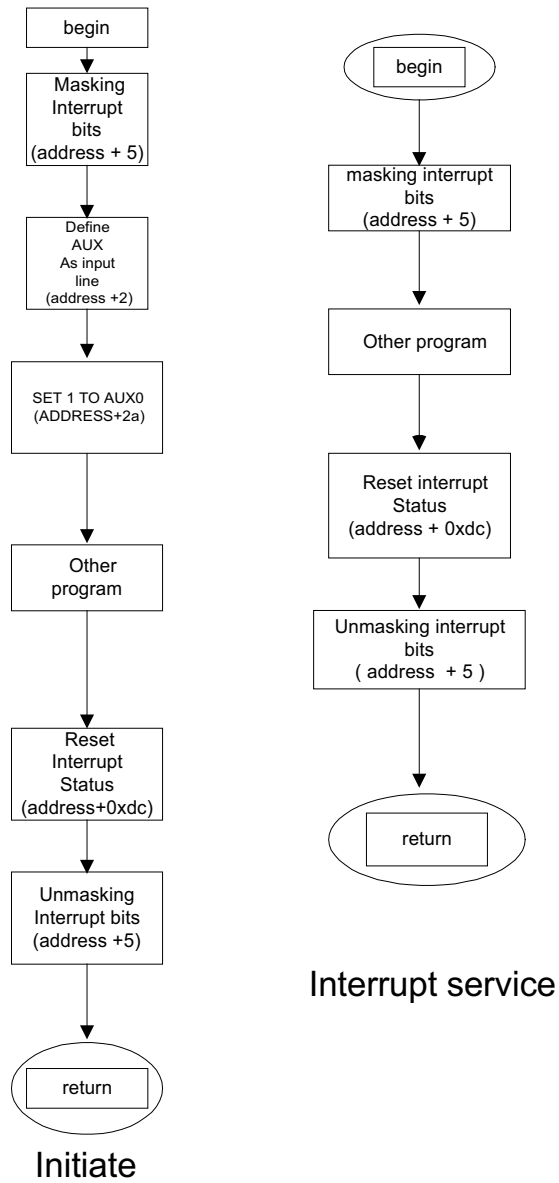 begin
Masking
Interrupt
bits
(address + 5)
Define
AUX
As input
line
(address +2)
SET 1 TO AUX0
(ADDRESS+2a)
Other
program
Reset
Interrupt
Status
(address+0xdc)
Unmasking
Interrupt bits
(address +5)
return
Initiate
begin
masking interrupt
bits
(address + 5)
Other program
Reset interrupt
Status
(address + 0xdc)
Unmasking interrupt
bits
( address + 5 )
return
Interrupt service